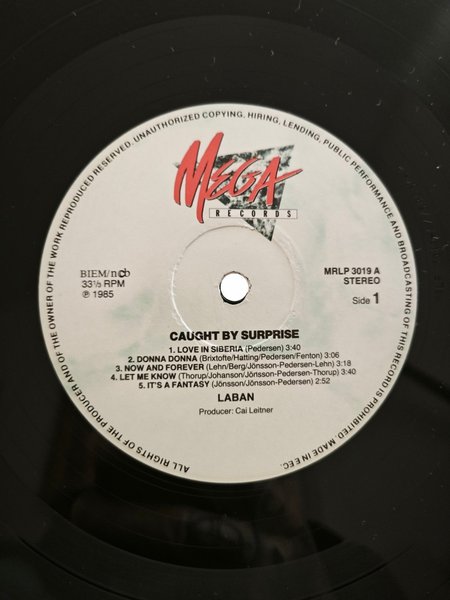 ALL RIGHTS OF THE PRODUCER AND OF THE OWNER OF THE WORK REPRODUCED RESERVED. UNAUTHORIZED COPYING, HIRING, LENDING, PUBLIC PERFORMANCE AND BROADCASTING OF THIS RECORD IS PROHIBITED. MADE IN EEC.
MEGA
RECORDS
BIEM/ncb
33⅓ RPM
℗ 1985
MRLP 3019 A
STEREO
Side 1
CAUGHT BY SURPRISE
1. LOVE IN SIBERIA (Pedersen) 3:40
2. DONNA DONNA (Brixtofte/Hatting/Pedersen/Fenton) 3:06
3. NOW AND FOREVER (Lehn/Berg/Jönsson-Pedersen-Lehn) 3:18
4. LET ME KNOW (Thorup/Johanson/Jönsson-Pedersen-Thorup) 3:40
5. IT'S A FANTASY (Jönsson/Jönsson-Pedersen) 2:52
LABAN
Producer: Cai Leitner